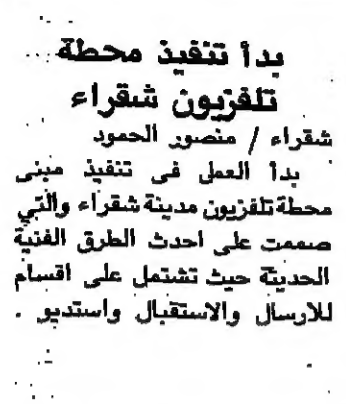 بدأ تنفيذ محطة
تلفزيون شقراء
شقراء / منصور الحمود
بدأ العمل في تنفيذ مبنى
محطة تلفزيون مدينة شقراء والتي
صممت على احدث الطرق الفنية
الحديثة حيث تشتمل على اقسام
للارسال والاستقبال واستديو .